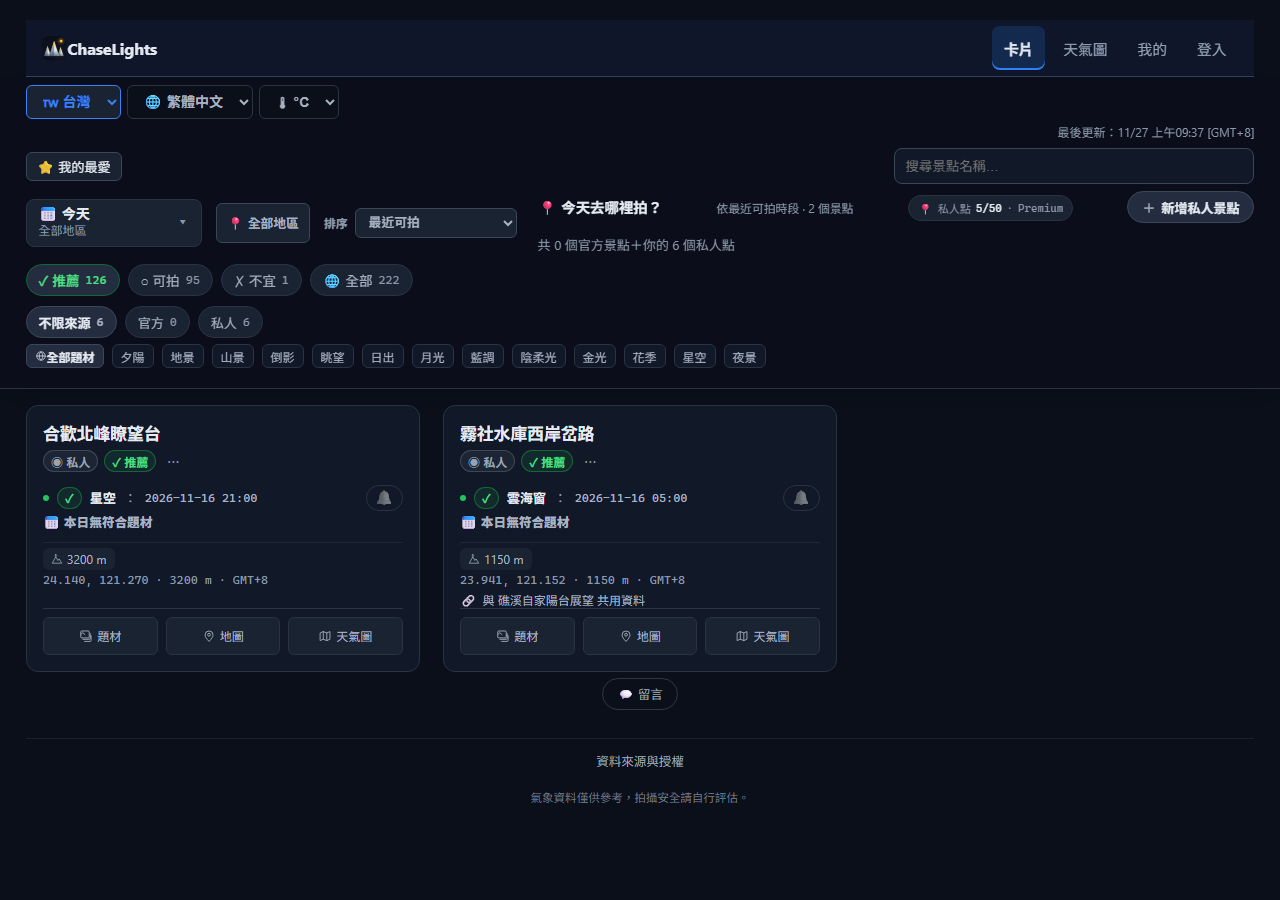 ChaseLights
卡片
天氣圖
我的
登入
TW 台灣
繁體中文
°C
最後更新：11/27 上午09:37 [GMT+8]
我的最愛
搜尋景點名稱…
今天
全部地區
全部地區
排序
最近可拍
今天去哪裡拍？
依最近可拍時段 · 2 個景點
私人點 5/50 · Premium
＋ 新增私人景點
共 0 個官方景點＋你的 6 個私人點
✓ 推薦 126
○ 可拍 95
✗ 不宜 1
全部 222
不限來源 6
官方 0
私人 6
全部題材
夕陽
地景
山景
倒影
眺望
日出
月光
藍調
陰柔光
金光
花季
星空
夜景
合歡北峰瞭望台
◉ 私人
✓ 推薦
⋯
✓ 星空 ： 2026-11-16 21:00
本日無符合題材
3200 m
24.140, 121.270 · 3200 m · GMT+8
題材
地圖
天氣圖
霧社水庫西岸岔路
◉ 私人
✓ 推薦
⋯
✓ 雲海窗 ： 2026-11-16 05:00
本日無符合題材
1150 m
23.941, 121.152 · 1150 m · GMT+8
與 礁溪自家陽台展望 共用資料
題材
地圖
天氣圖
留言
資料來源與授權
氣象資料僅供參考，拍攝安全請自行評估。